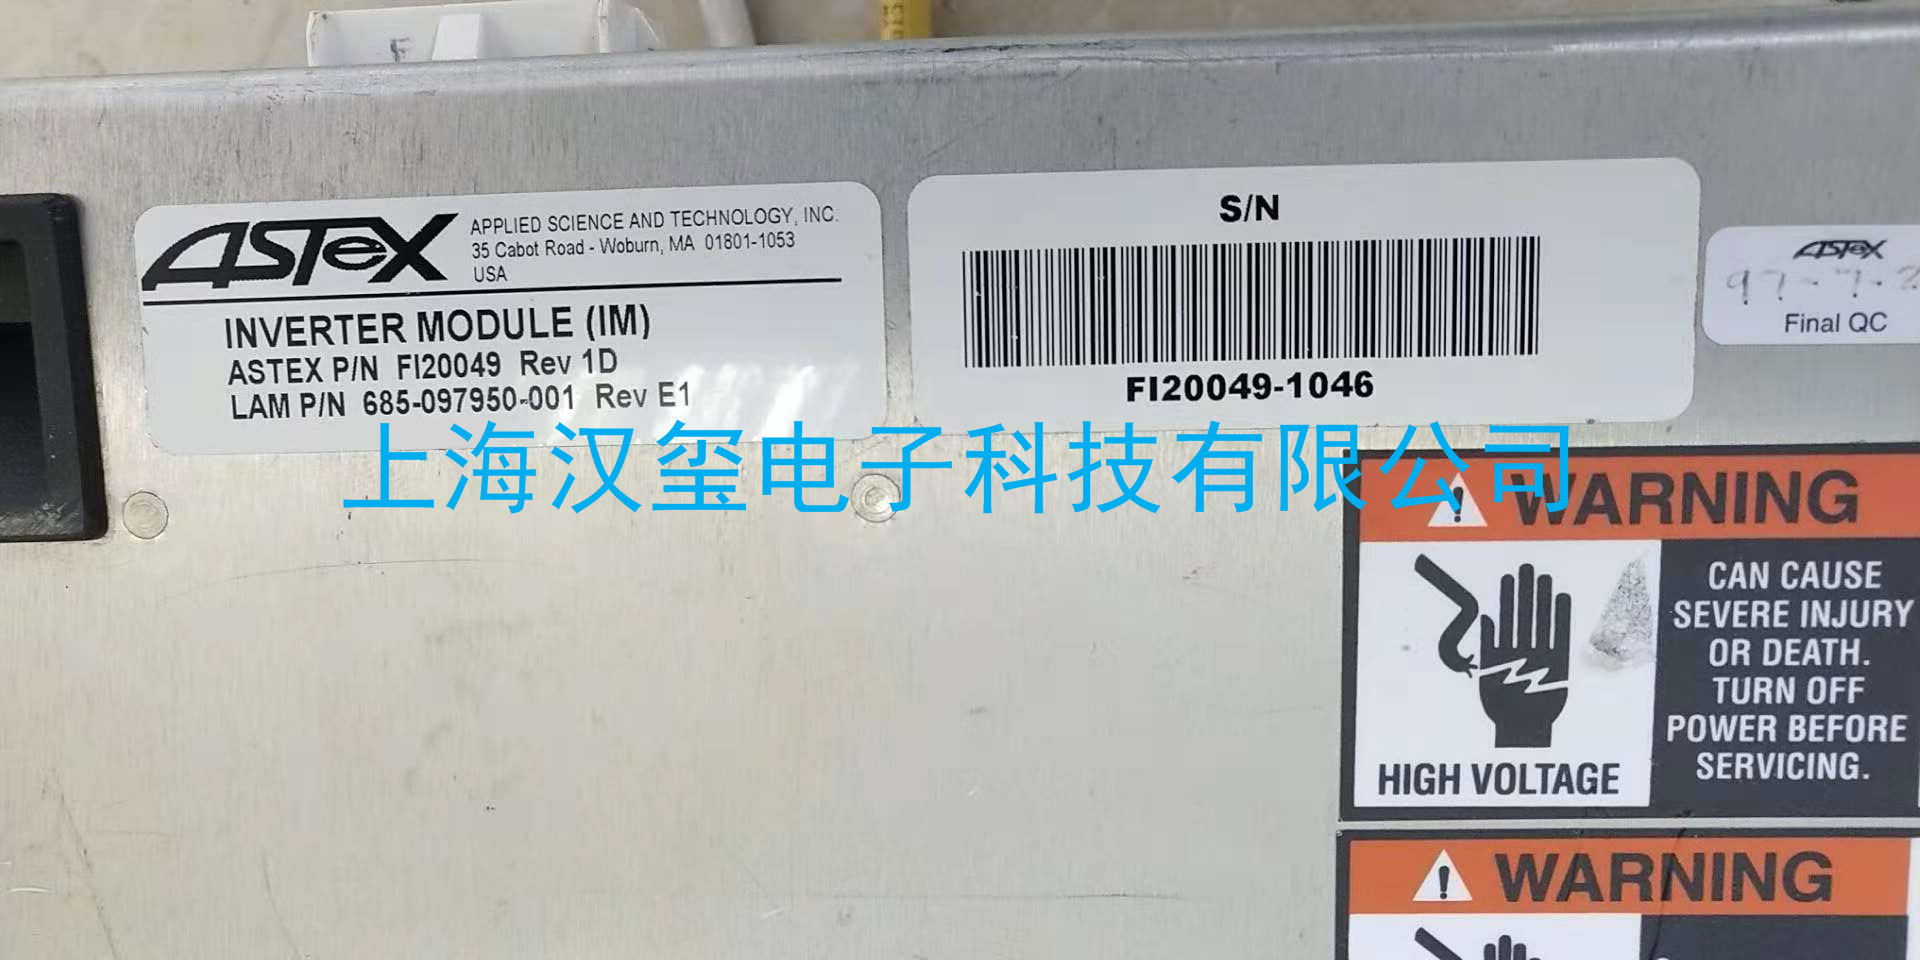 ASTeX
APPLIED SCIENCE AND TECHNOLOGY, INC.
35 Cabot Road - Woburn, MA 01801-1053
USA
INVERTER MODULE (IM)
ASTEX P/N FI20049 Rev 1D
LAM P/N 685-097950-001 Rev E1
S/N
FI20049-1046
ASTeX
97-7-
Final QC
上海汉玺电子科技有限公司
WARNING
CAN CAUSE
SEVERE INJURY
OR DEATH.
TURN OFF
POWER BEFORE
SERVICING.
HIGH VOLTAGE
WARNING